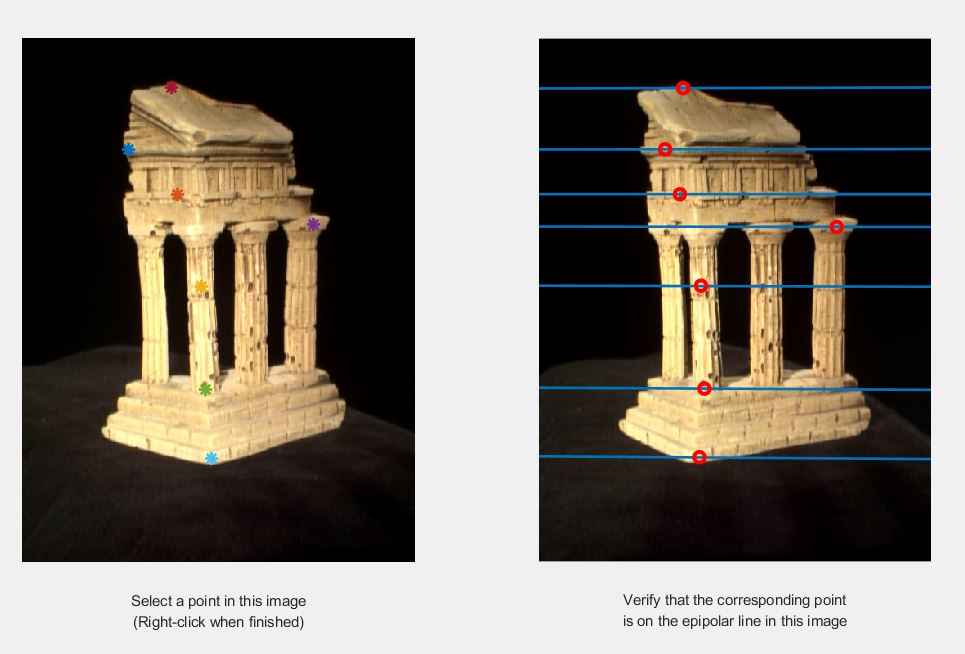 Select a point in this image
(Right-click when finished)
Verify that the corresponding point
is on the epipolar line in this image